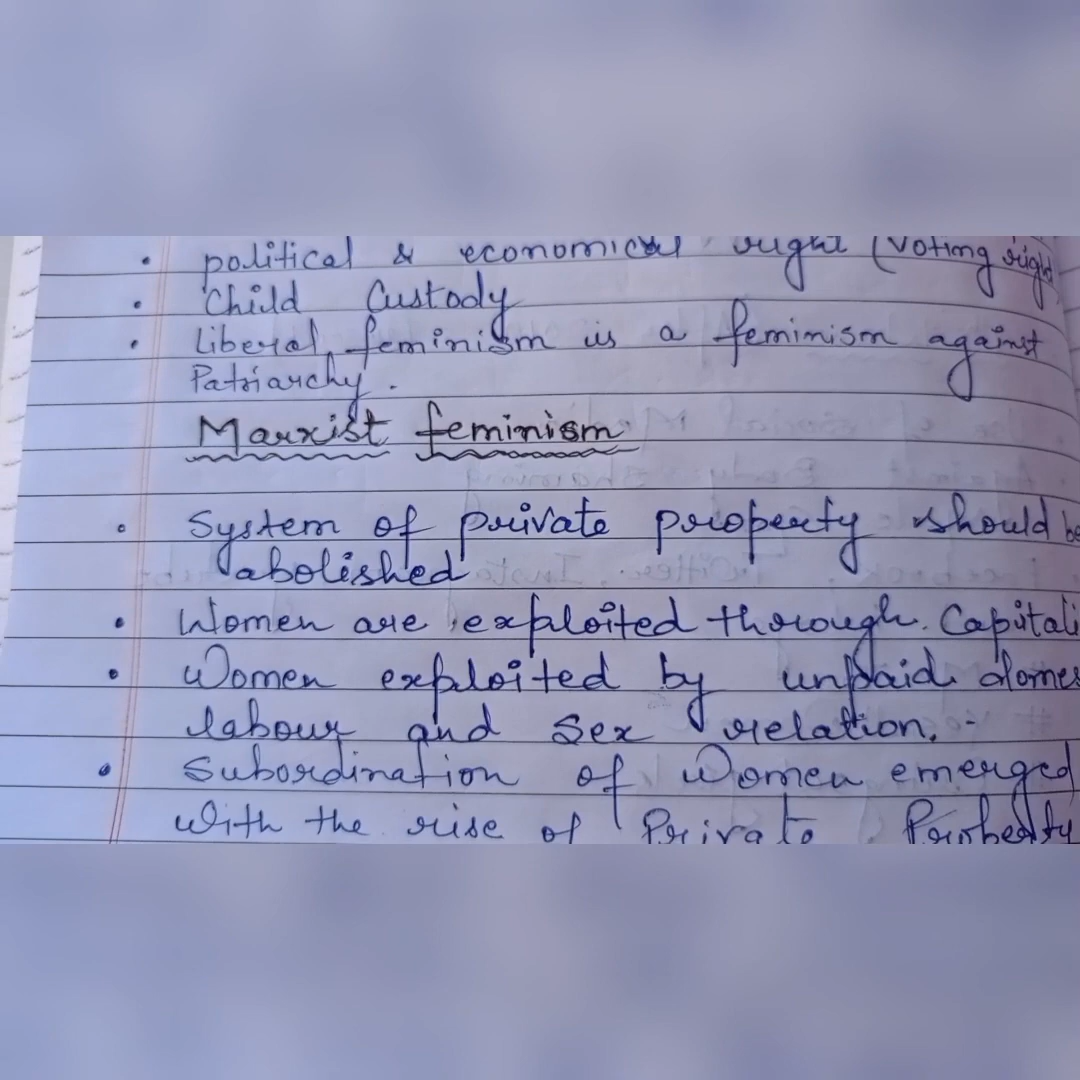 • political & economical right (voting right
• Child Custody
• Liberal feminism is a feminism against
Patriarchy.
Marxist feminism
• System of private property should be
abolished
• Women are exploited through. Capitali
• Women exploited by unpaid domes
labour and sex relation. -
• Subordination of Women emerged
with the rise of Private Property